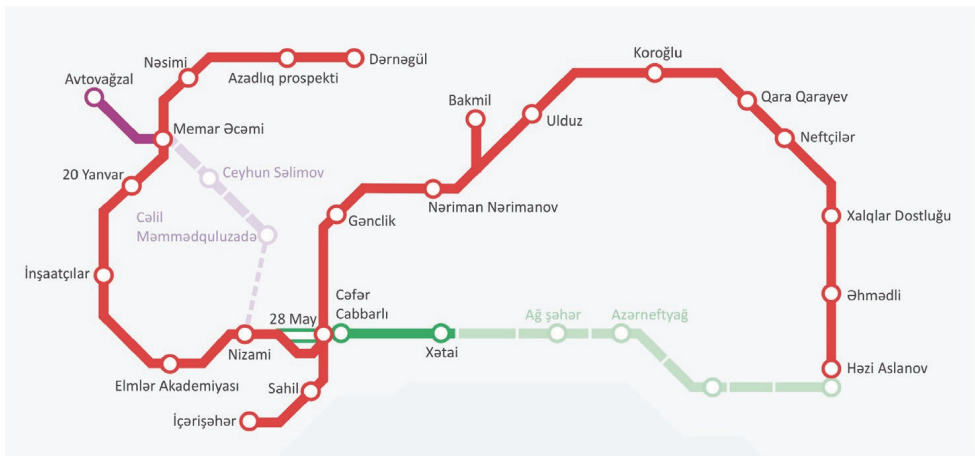 Koroğlu
Nəsimi
Azadlıq prospekti
Dərnəgül
Avtovağzal
Bakmil
Qara Qarayev
Ulduz
Memar Əcəmi
Neftçilər
20 Yanvar
Ceyhun Səlimov
Nəriman Nərimanov
Cəlil
Məmmədquluzadə
Gənclik
Xalqlar Dostluğu
İnşaatçılar
Əhmədli
Cəfər
Cabbarlı
28 May
Ağ şəhər
Azərneftyağ
Nizami
Xətai
Həzi Aslanov
Elmlər Akademiyası
Sahil
İçərişəhər